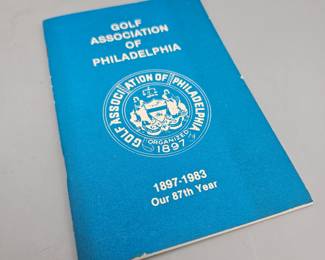 GOLF
ASSOCIATION
OF
PHILADELPHIA
GOLF ASSOCIATION OF PHILADELPHIA
ORGANIZED
1897
1897-1983
Our 87th Year